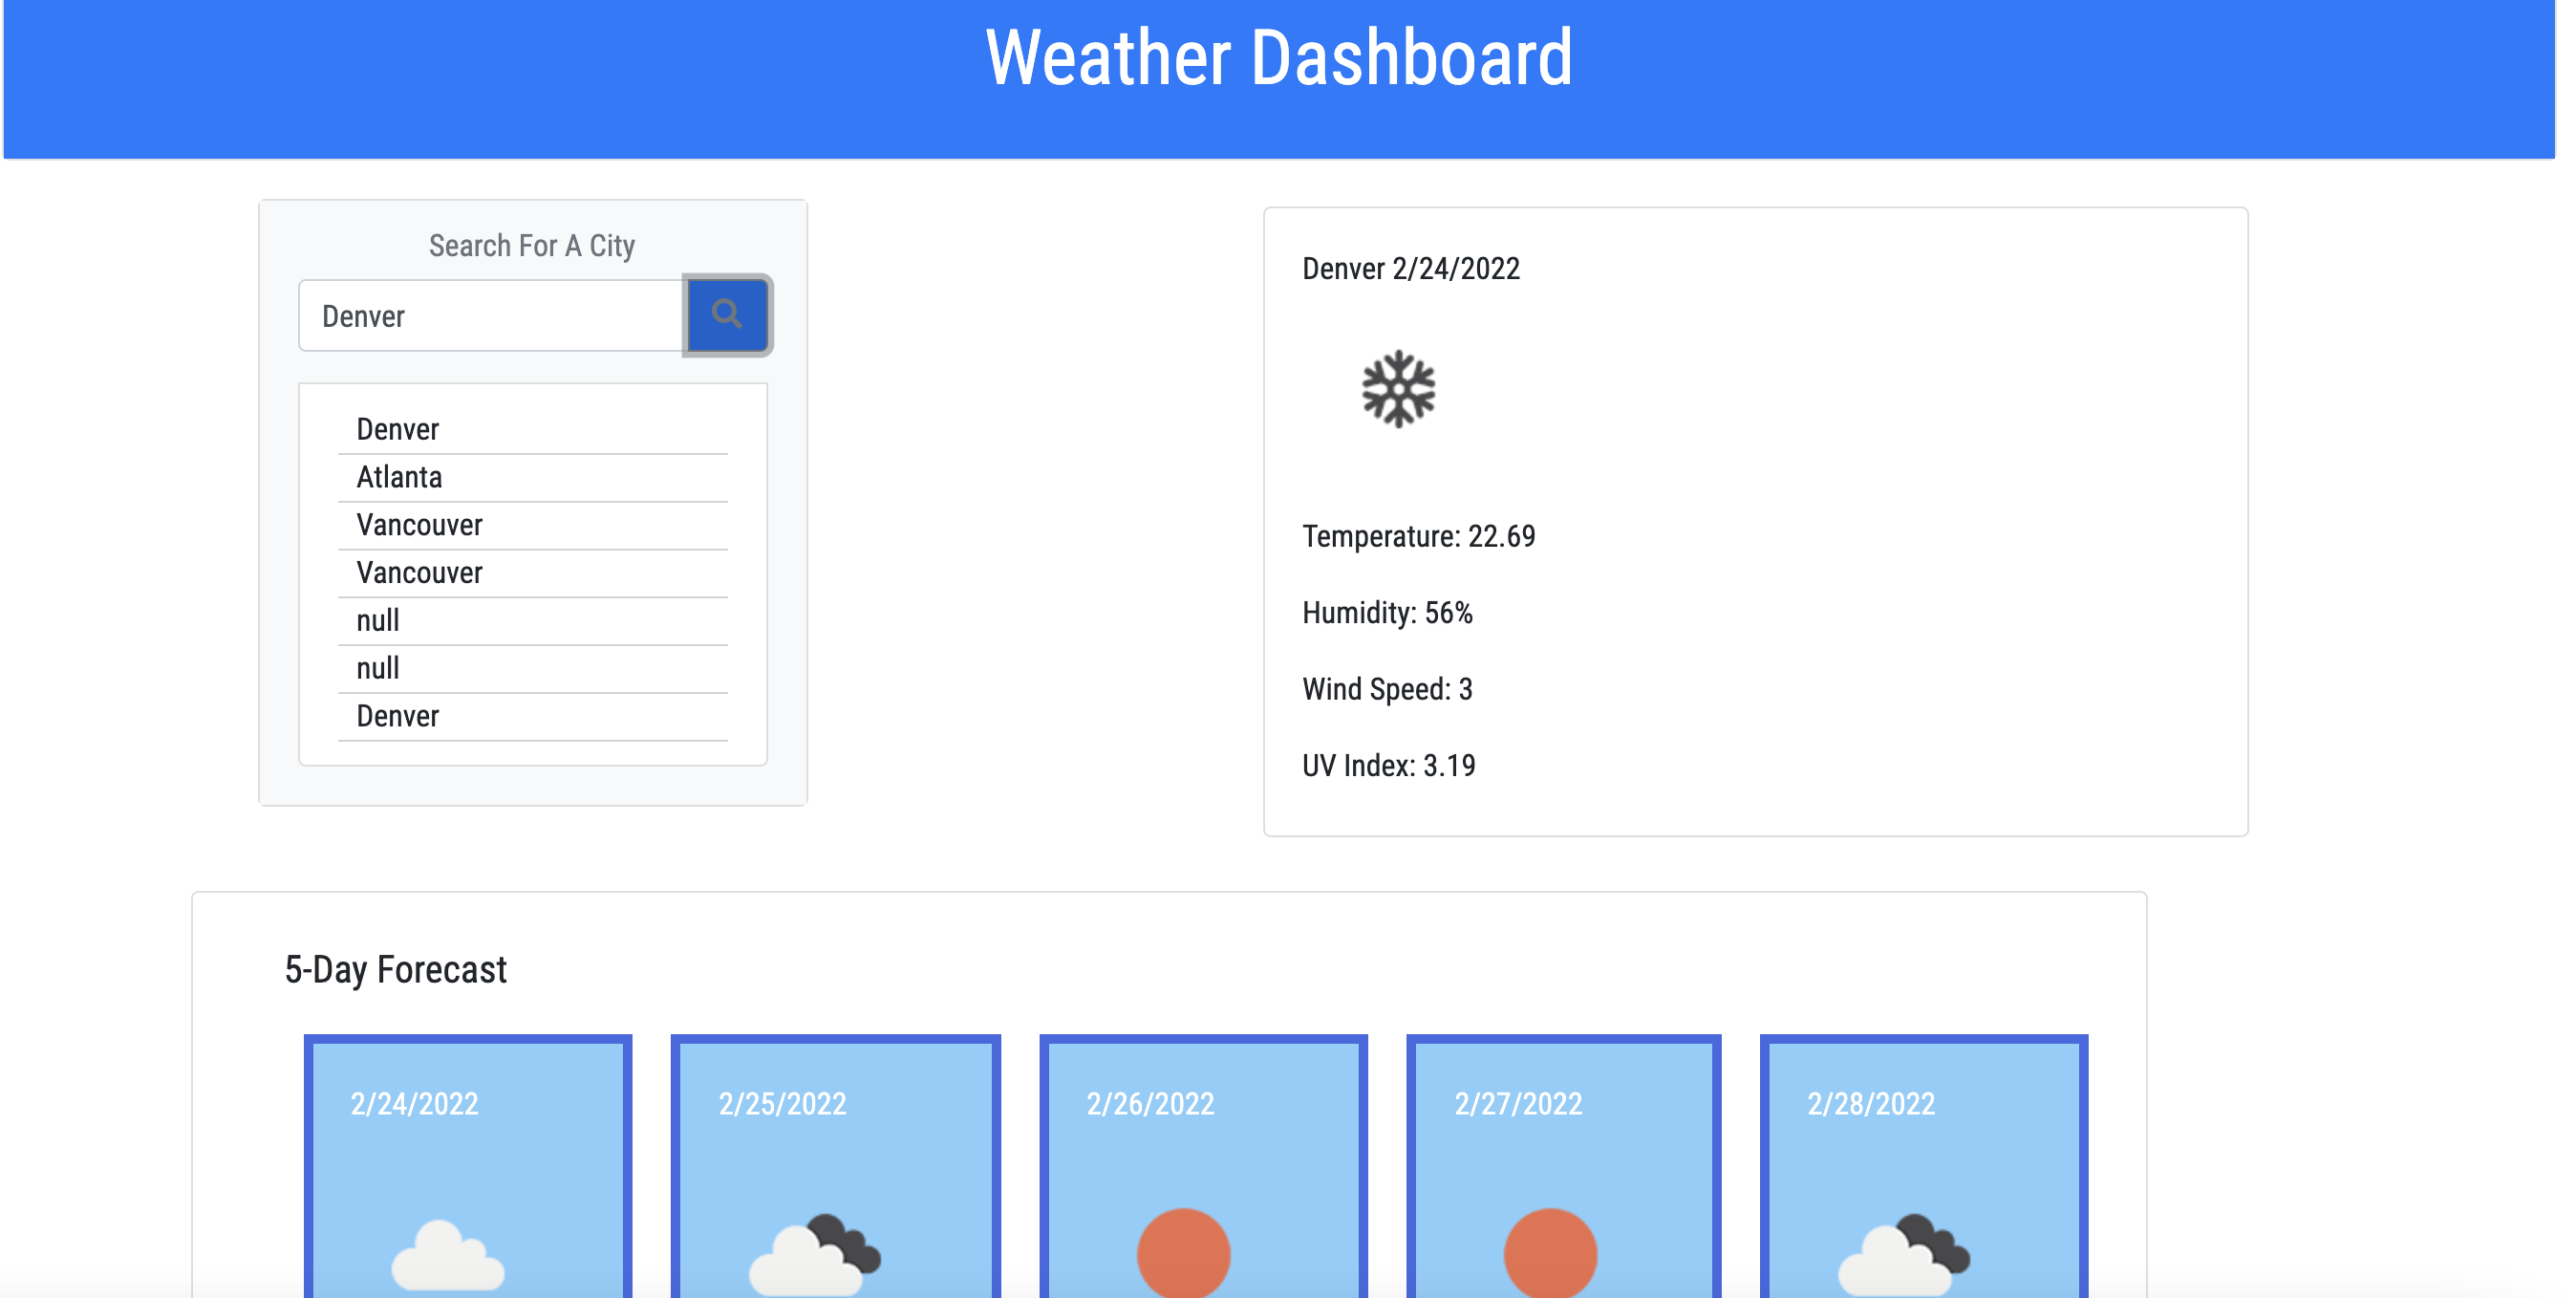 Weather Dashboard
Search For A City
Denver
Denver
Atlanta
Vancouver
Vancouver
null
null
Denver
Denver 2/24/2022
Temperature: 22.69
Humidity: 56%
Wind Speed: 3
UV Index: 3.19
5-Day Forecast
2/24/2022
2/25/2022
2/26/2022
2/27/2022
2/28/2022